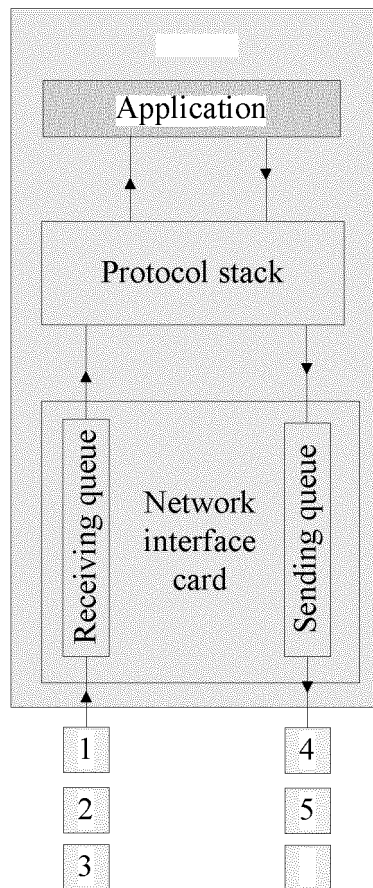 Application
Protocol stack
Receiving queue
Network
interface
card
Sending queue
1
4
2
5
3